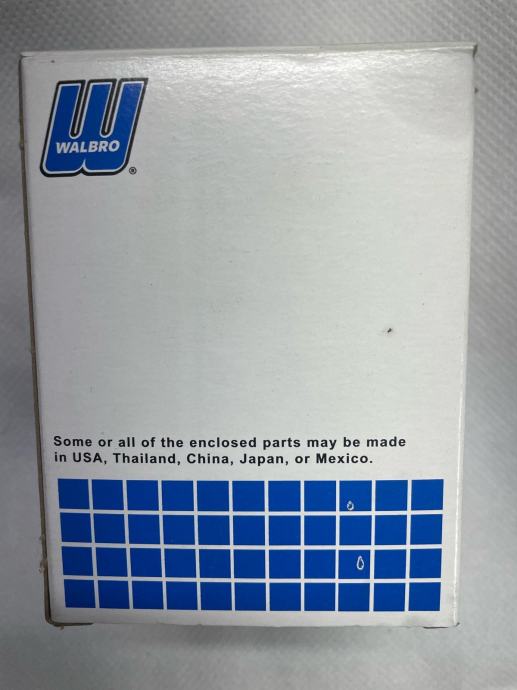 WALBRO
®
Some or all of the enclosed parts may be made
in USA, Thailand, China, Japan, or Mexico.